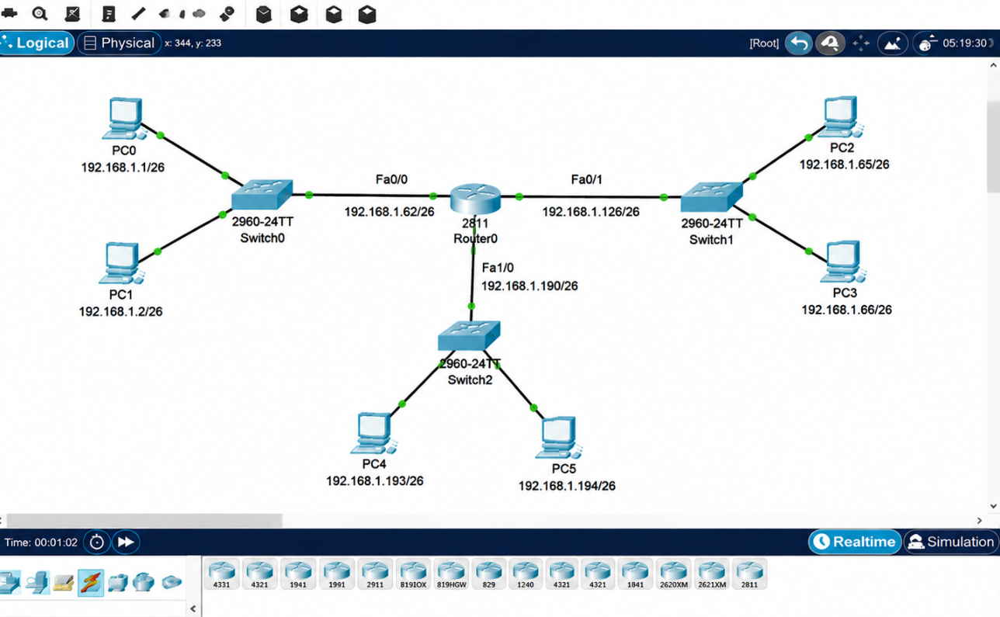 Logical
Physical
x: 344, y: 233
[Root]
05:19:30
PC0
192.168.1.1/26
PC2
192.168.1.65/26
Fa0/0
Fa0/1
192.168.1.62/26
192.168.1.126/26
2960-24TT
Switch0
2811
Router0
2960-24TT
Switch1
Fa1/0
192.168.1.190/26
PC1
192.168.1.2/26
PC3
192.168.1.66/26
2960-24TT
Switch2
PC4
192.168.1.193/26
PC5
192.168.1.194/26
Time: 00:01:02
Realtime
Simulation
4331
4321
1941
1991
2911
819IOX
819HGW
829
1240
4321
4321
1841
2620XM
2621XM
2811